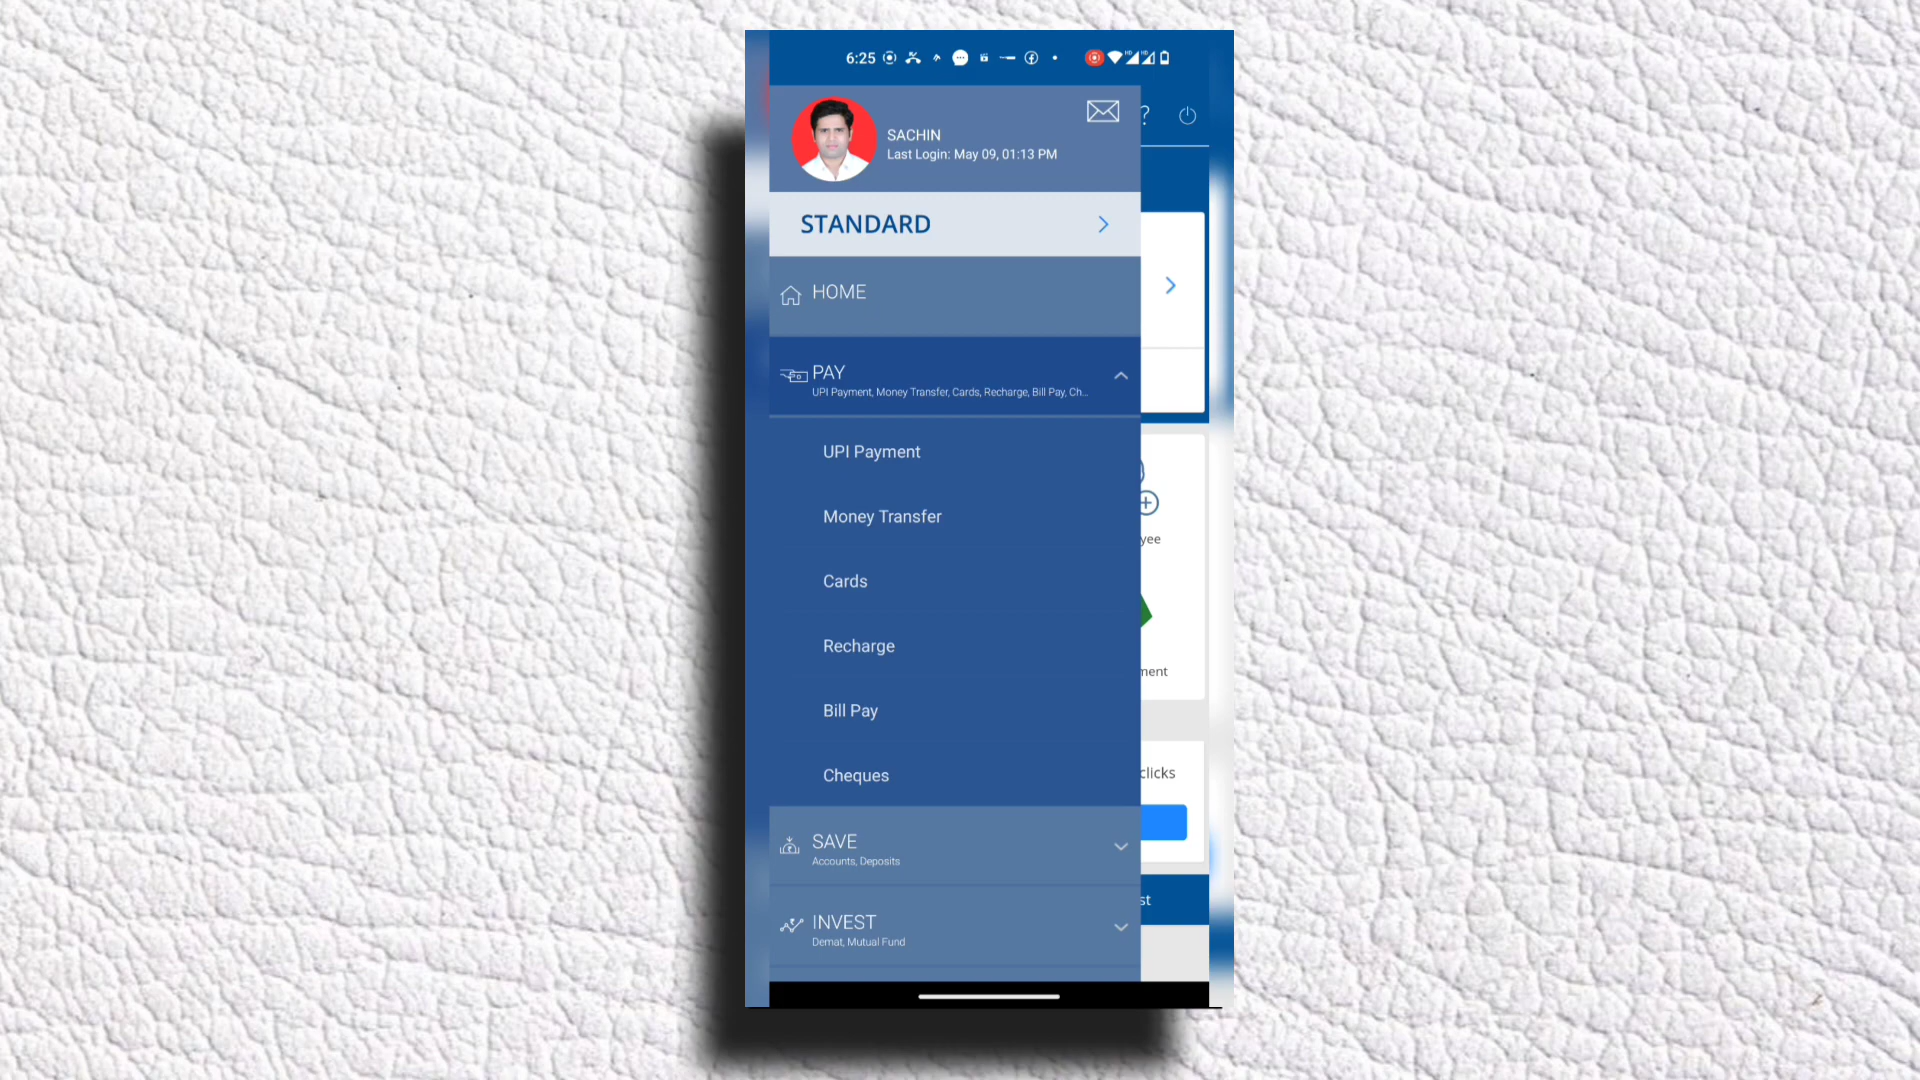 6:25
?
SACHIN
Last Login: May 09, 01:13 PM
STANDARD
HOME
PAY
UPI Payment, Money Transfer, Cards, Recharge, Bill Pay, Ch...
UPI Payment
Money Transfer
yee
Cards
Recharge
nent
Bill Pay
clicks
Cheques
SAVE
Accounts, Deposits
st
INVEST
Demat, Mutual Fund